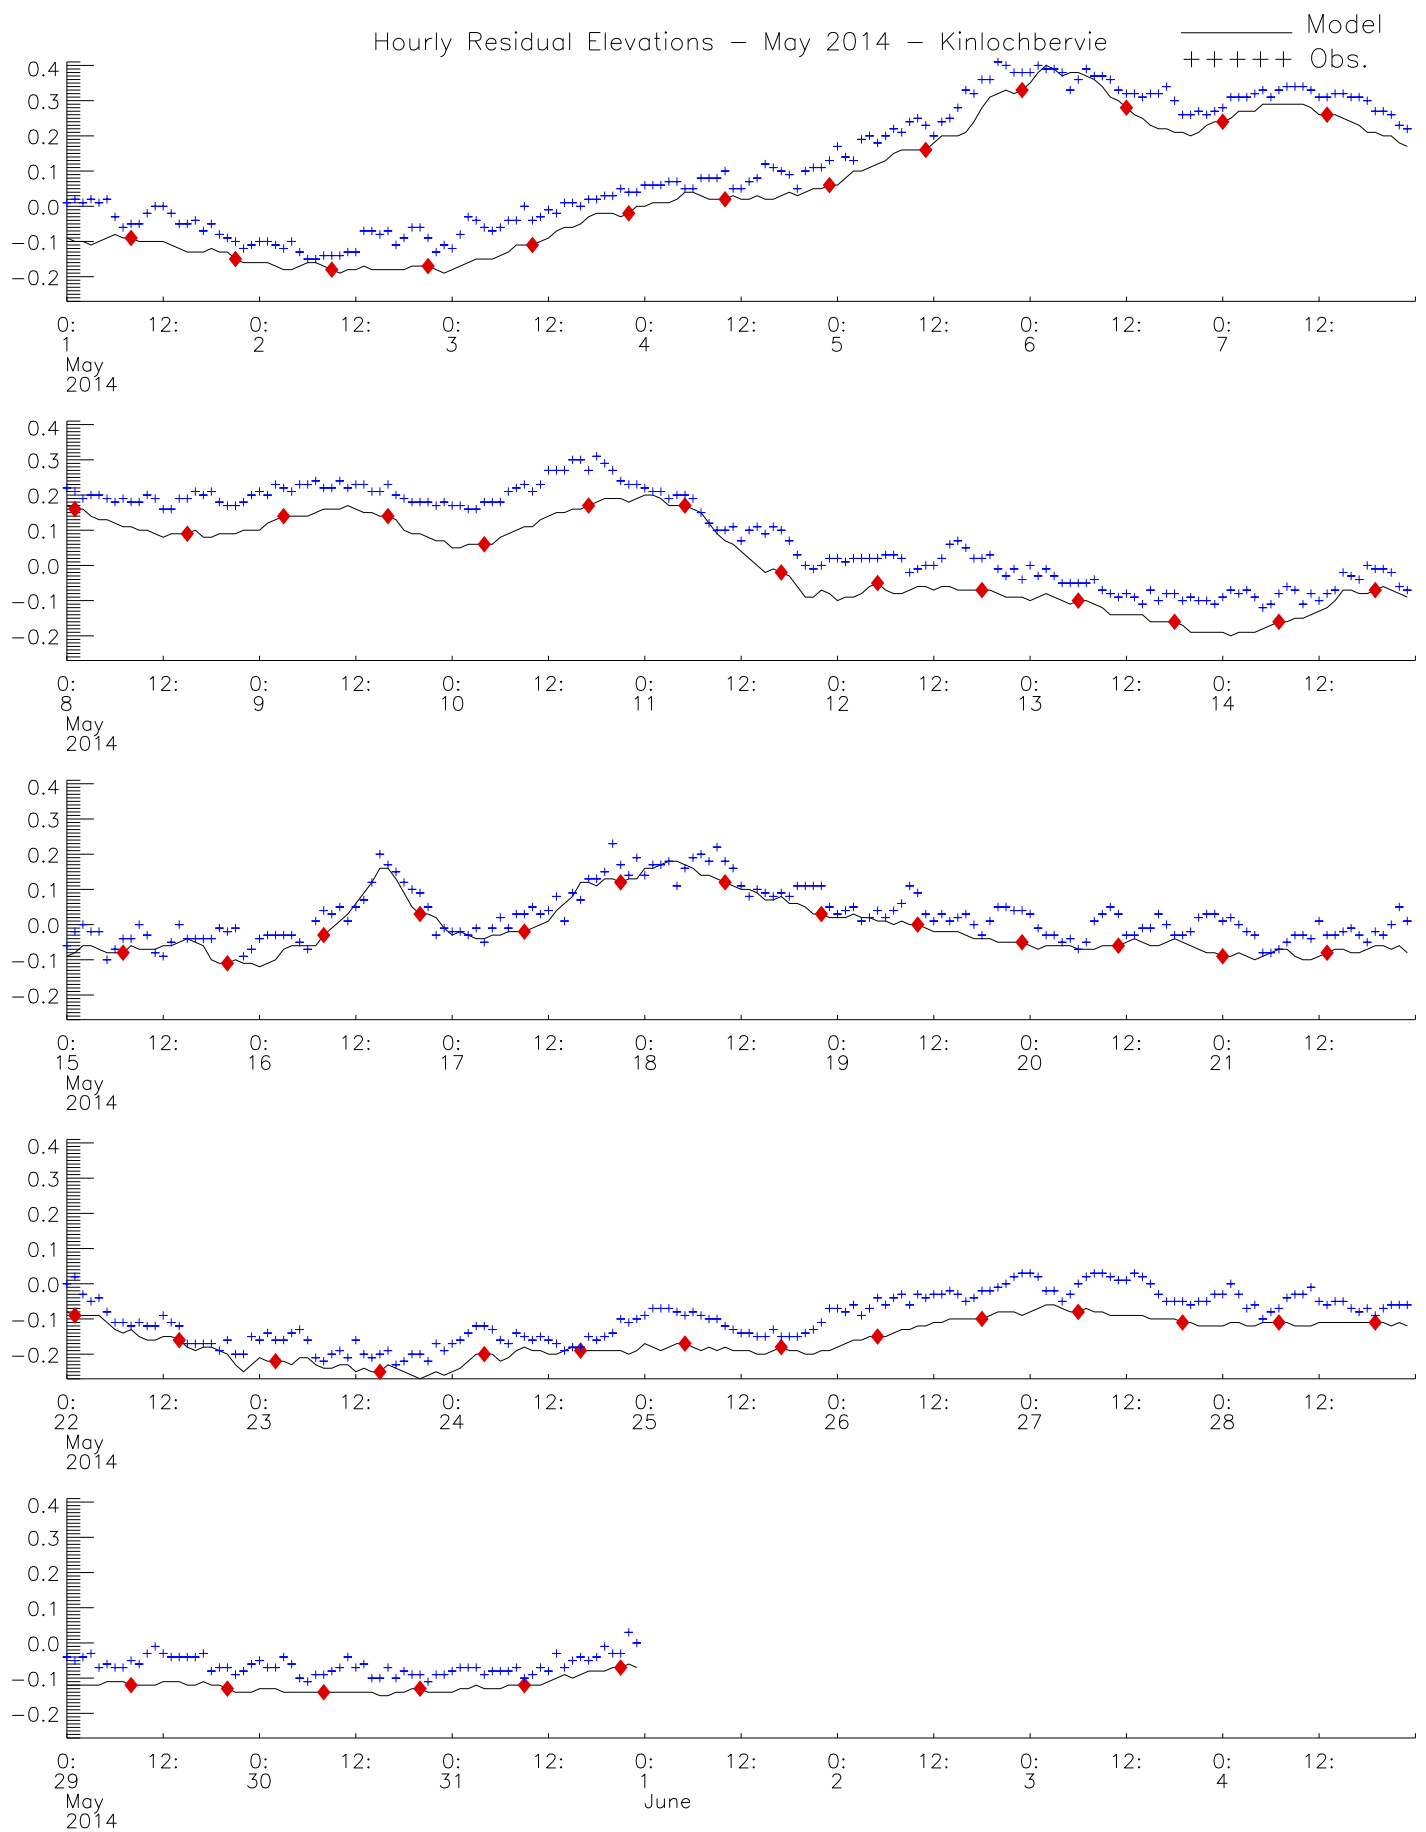 Hourly Residual Elevations − May 2014 − Kinlochbervie
Model
+++++ Obs.
0.4
0.3
0.2
0.1
0.0
−0.1
−0.2
0: 12: 0: 12: 0: 12: 0: 12: 0: 12: 0: 12: 0: 12:
1 2 3 4 5 6 7
May
2014
0.4
0.3
0.2
0.1
0.0
−0.1
−0.2
0: 12: 0: 12: 0: 12: 0: 12: 0: 12: 0: 12: 0: 12:
8 9 10 11 12 13 14
May
2014
0.4
0.3
0.2
0.1
0.0
−0.1
−0.2
0: 12: 0: 12: 0: 12: 0: 12: 0: 12: 0: 12: 0: 12:
15 16 17 18 19 20 21
May
2014
0.4
0.3
0.2
0.1
0.0
−0.1
−0.2
0: 12: 0: 12: 0: 12: 0: 12: 0: 12: 0: 12: 0: 12:
22 23 24 25 26 27 28
May
2014
0.4
0.3
0.2
0.1
0.0
−0.1
−0.2
0: 12: 0: 12: 0: 12: 0: 12: 0: 12: 0: 12: 0: 12:
29 30 31 1 2 3 4
May June
2014